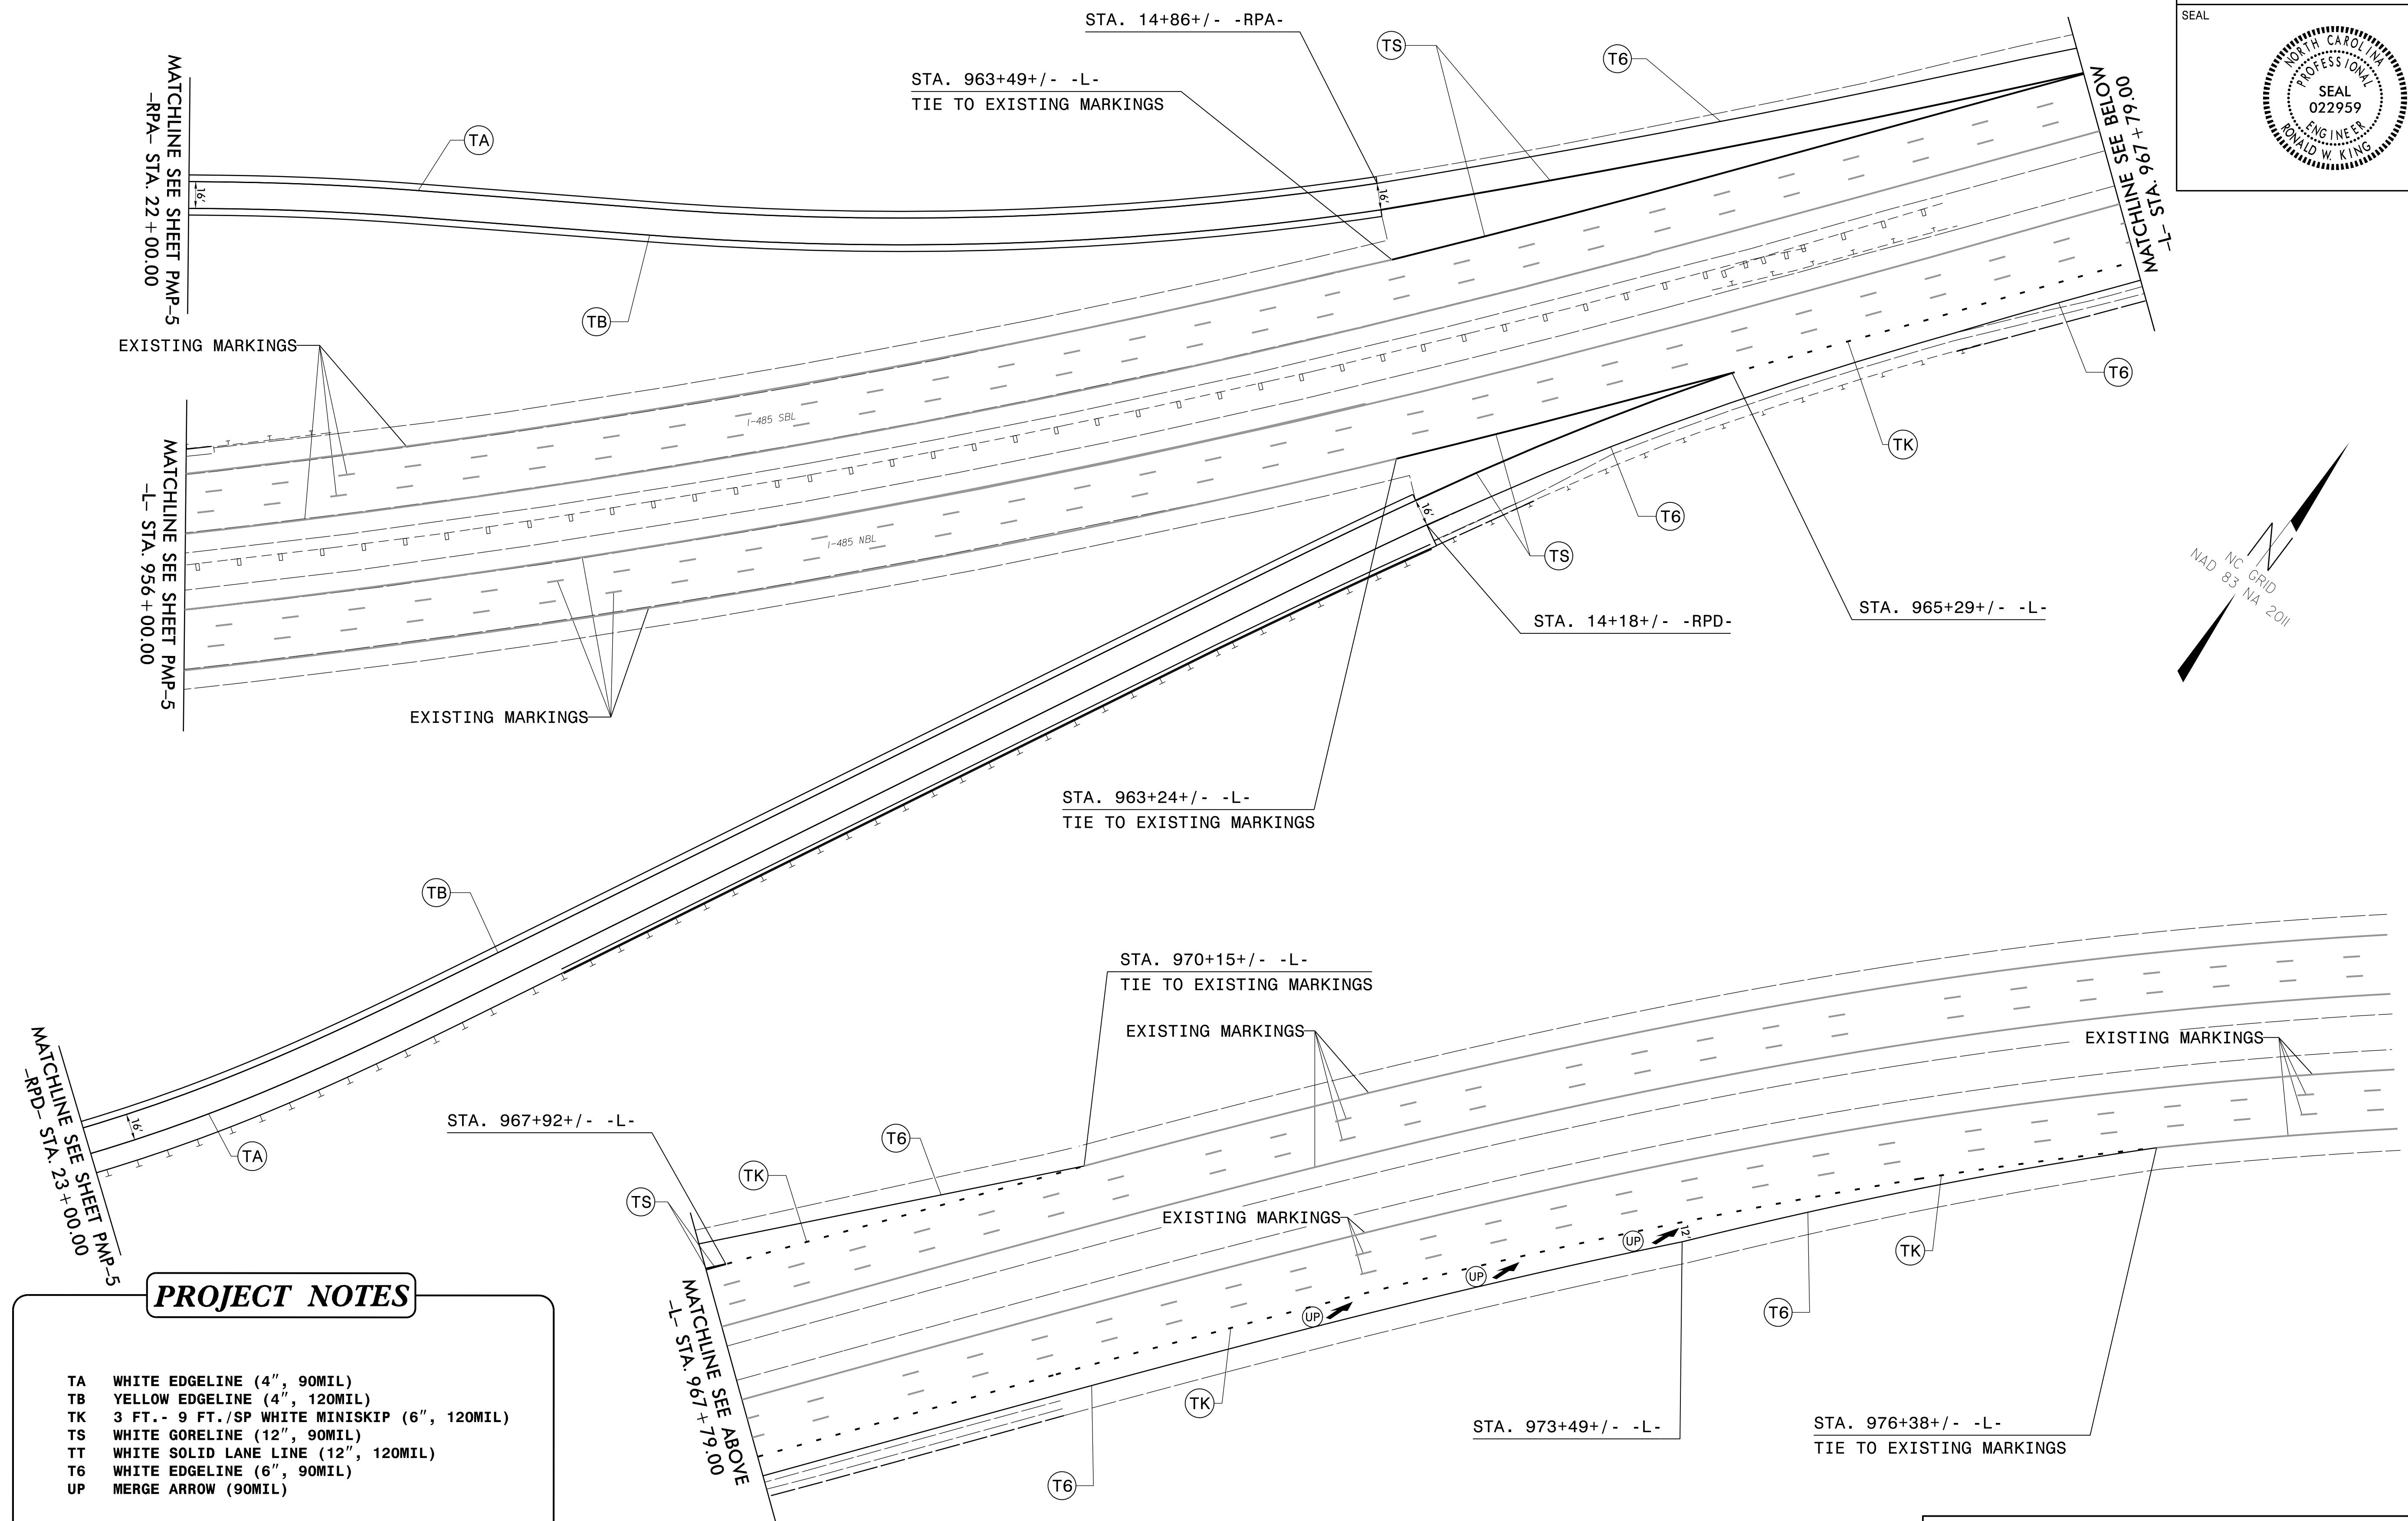 STA. 14+86+/- -RPA-
STA. 963+49+/- -L-
TIE TO EXISTING MARKINGS
TS
T6
SEAL
NORTH CAROLINA
PROFESSIONAL
SEAL
022959
ENGINEER
RONALD W. KING
MATCHLINE SEE SHEET PMP-5
-RPA- STA. 22+00.00
16'
TA
TB
16'
MATCHLINE SEE BELOW
-L- STA. 967+79.00
EXISTING MARKINGS
MATCHLINE SEE SHEET PMP-5
-L- STA. 956+00.00
I-485 SBL
I-485 NBL
EXISTING MARKINGS
16'
T6
TK
T6
TS
STA. 14+18+/- -RPD-
STA. 965+29+/- -L-
NC GRID
NAD 83 NA 2011
STA. 963+24+/- -L-
TIE TO EXISTING MARKINGS
TB
MATCHLINE SEE SHEET PMP-5
-RPD- STA. 23+00.00
16'
TA
STA. 970+15+/- -L-
TIE TO EXISTING MARKINGS
EXISTING MARKINGS
EXISTING MARKINGS
STA. 967+92+/- -L-
T6
TK
TS
EXISTING MARKINGS
MATCHLINE SEE ABOVE
-L- STA. 967+79.00
UP
UP
UP
12'
TK
T6
TK
T6
STA. 973+49+/- -L-
STA. 976+38+/- -L-
TIE TO EXISTING MARKINGS
PROJECT NOTES
TA WHITE EDGELINE (4", 90MIL)
TB YELLOW EDGELINE (4", 120MIL)
TK 3 FT.- 9 FT./SP WHITE MINISKIP (6", 120MIL)
TS WHITE GORELINE (12", 90MIL)
TT WHITE SOLID LANE LINE (12", 120MIL)
T6 WHITE EDGELINE (6", 90MIL)
UP MERGE ARROW (90MIL)